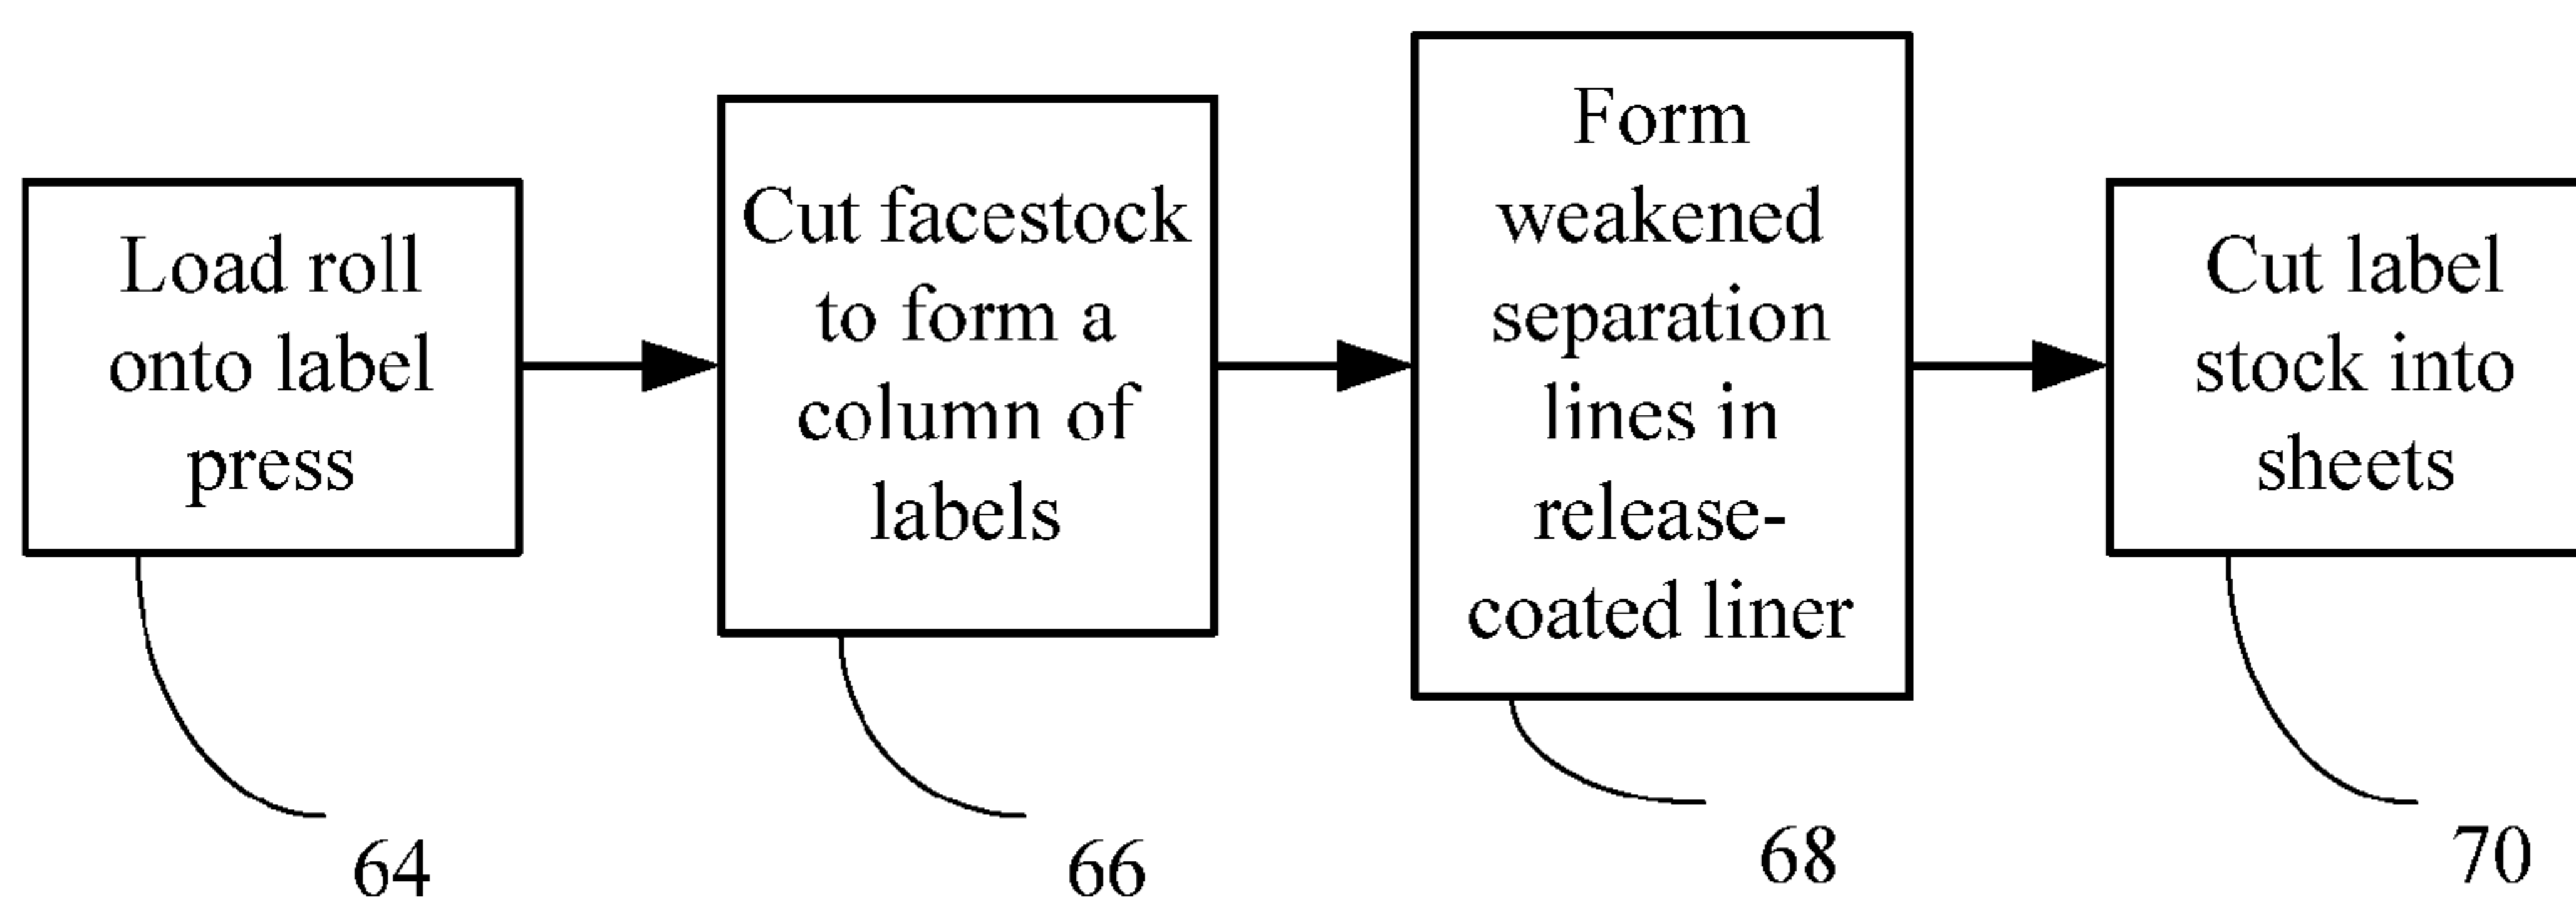 Load roll
onto label
press
Cut facestock
to form a
column of
labels
Form
weakened
separation
lines in
release-
coated liner
Cut label
stock into
sheets
64
66
68
70